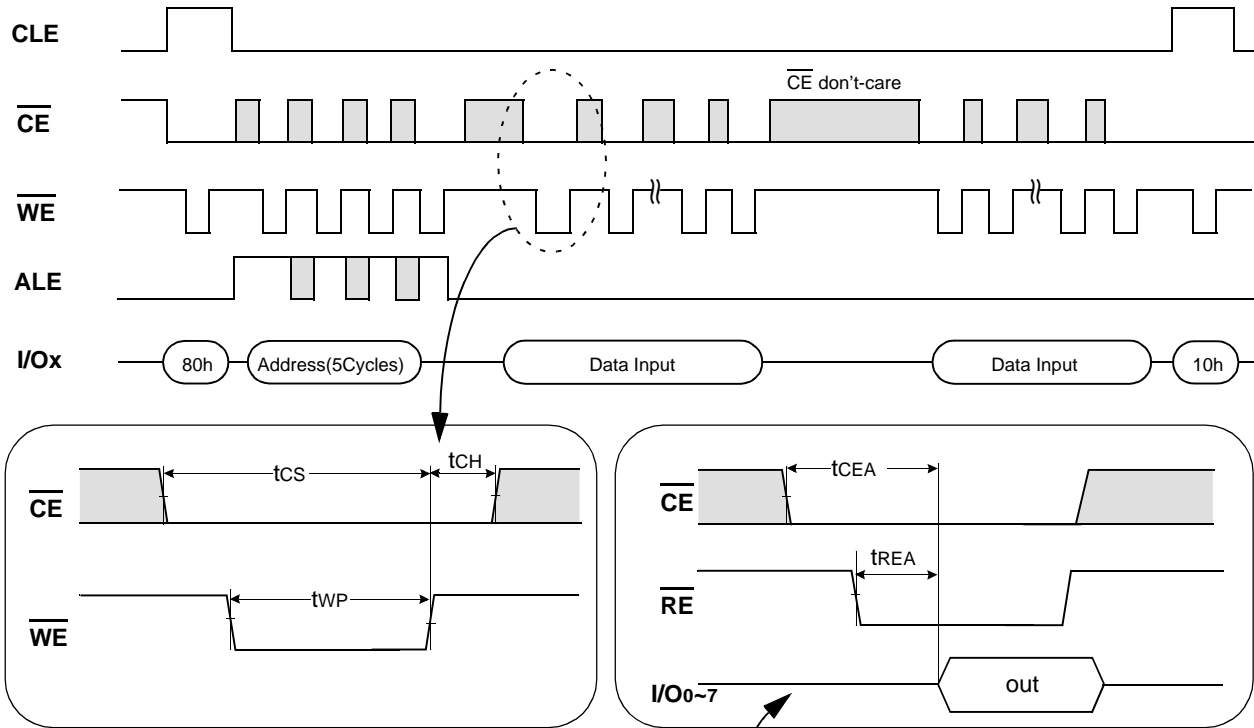 CLE
CE don't-care
CE
WE
ALE
I/Ox 80h Address(5Cycles) Data Input Data Input 10h
tCS tCH
CE
tWP
WE
tCEA
CE
tREA
RE
I/O0~7 out